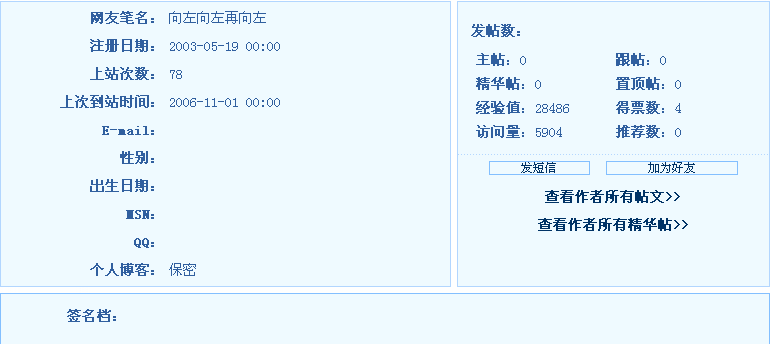 网友笔名： 向左向左再向左
注册日期： 2003-05-19 00:00
上站次数： 78
上次到站时间： 2006-11-01 00:00
E-mail：
性别：
出生日期：
MSN：
QQ：
个人博客： 保密
发帖数：
主帖：0 跟帖：0
精华帖：0 置顶帖：0
经验值：28486 得票数：4
访问量：5904 推荐数：0
发短信 加为好友
查看作者所有帖文>>
查看作者所有精华帖>>
签名档：